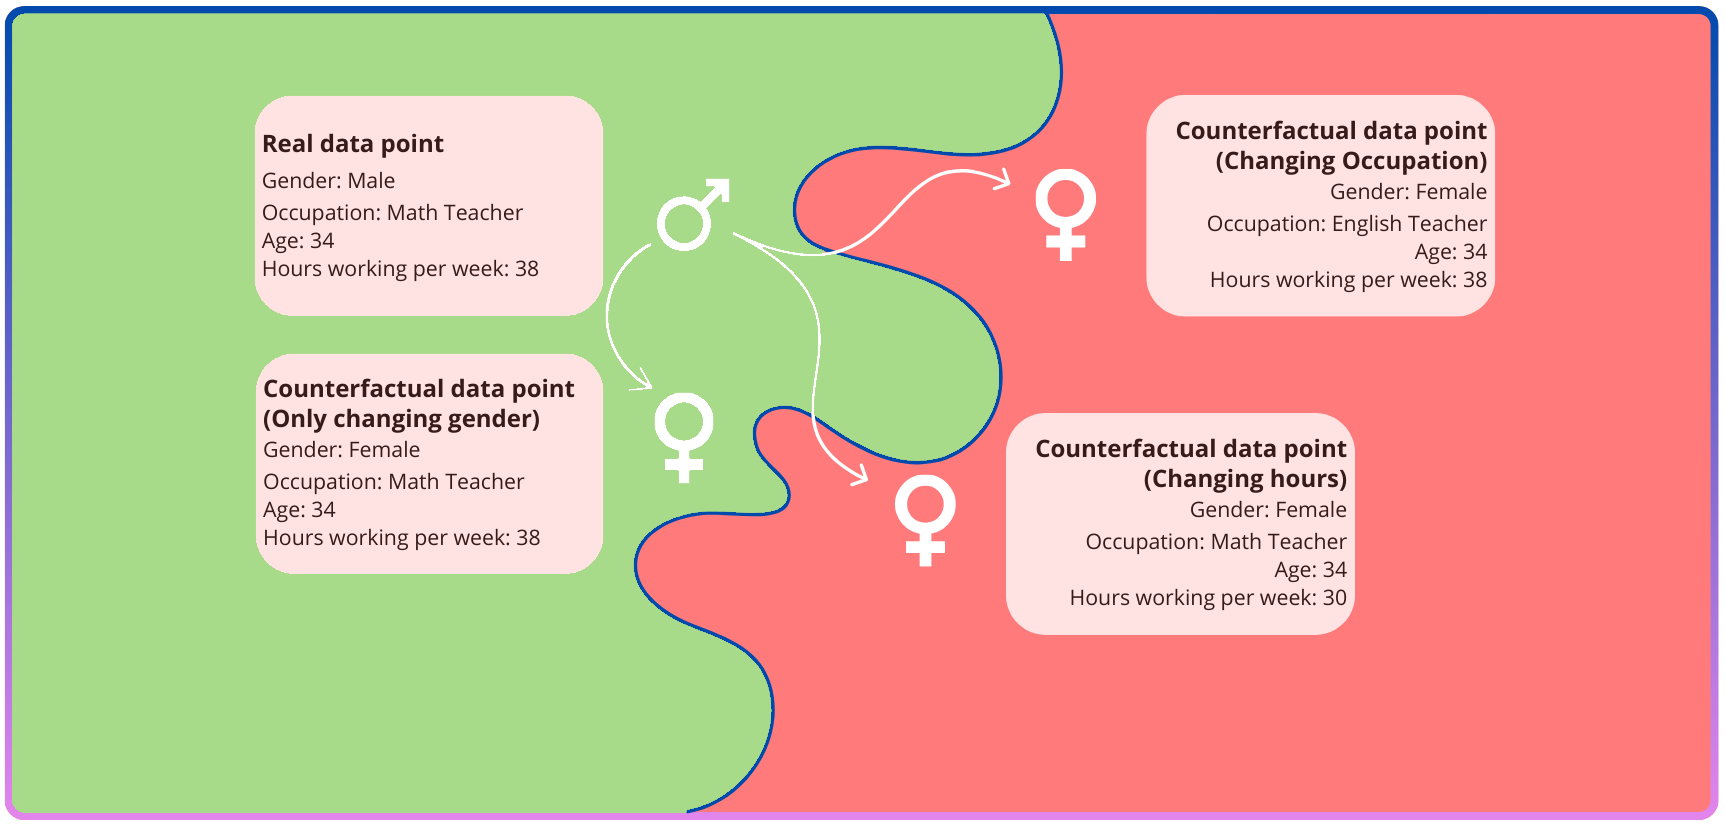 Real data point
Gender: Male
Occupation: Math Teacher
Age: 34
Hours working per week: 38
Counterfactual data point
(Changing Occupation)
Gender: Female
Occupation: English Teacher
Age: 34
Hours working per week: 38
Counterfactual data point
(Only changing gender)
Gender: Female
Occupation: Math Teacher
Age: 34
Hours working per week: 38
Counterfactual data point
(Changing hours)
Gender: Female
Occupation: Math Teacher
Age: 34
Hours working per week: 30